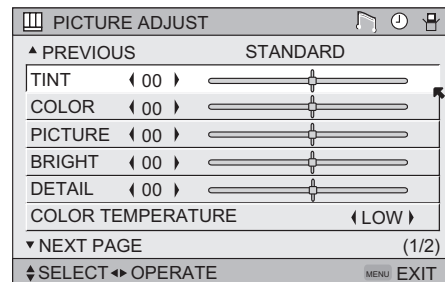 PICTURE ADJUST
PREVIOUS STANDARD
TINT 00
COLOR 00
PICTURE 00
BRIGHT 00
DETAIL 00
COLOR TEMPERATURE LOW
NEXT PAGE (1/2)
SELECT OPERATE MENU EXIT